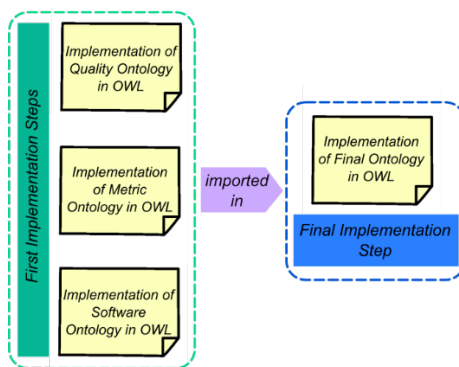 First Implementation Steps
Implementation of
Quality Ontology
in OWL
Implementation
of Metric
Ontology in OWL
Implementation of
Software
Ontology in OWL
imported
in
Implementation
of Final Ontology
in OWL
Final Implementation
Step